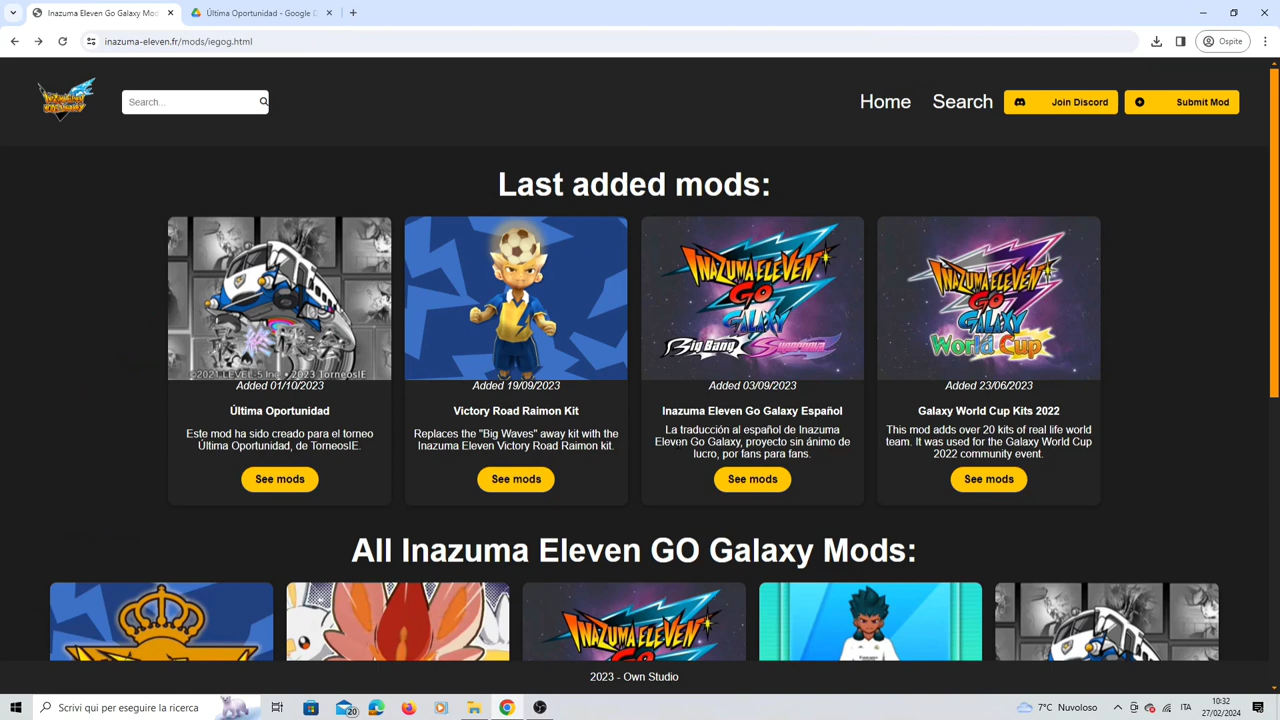 Inazuma Eleven Go Galaxy Mo
Última Oportunidad - Google D
inazuma-eleven.fr/mods/iegog.html
Ospite
Search...
Home
Search
Join Discord
Submit Mod
Last added mods:
©2021 LEVEL-5 Inc • 2023 TorneosIE
Added 01/10/2023
Última Oportunidad
Este mod ha sido creado para el torneo
Última Oportunidad, de TorneosIE.
See mods
Added 19/09/2023
Victory Road Raimon Kit
Replaces the "Big Waves" away kit with the
Inazuma Eleven Victory Road Raimon kit.
See mods
INAZUMA ELEVEN
GO
GALAXY
Big Bang
Supernova
Added 03/09/2023
Inazuma Eleven Go Galaxy Español
La traducción al español de Inazuma
Eleven Go Galaxy, proyecto sin ánimo de
lucro, por fans para fans.
See mods
INAZUMA ELEVEN
GO
GALAXY
World Cup
Added 23/06/2023
Galaxy World Cup Kits 2022
This mod adds over 20 kits of real life world
team. It was used for the Galaxy World Cup
2022 community event.
See mods
All Inazuma Eleven GO Galaxy Mods:
INAZUMA ELEVEN
2023 - Own Studio
Scrivi qui per eseguire la ricerca
20
7°C Nuvoloso
ITA
10:32
27/02/2024